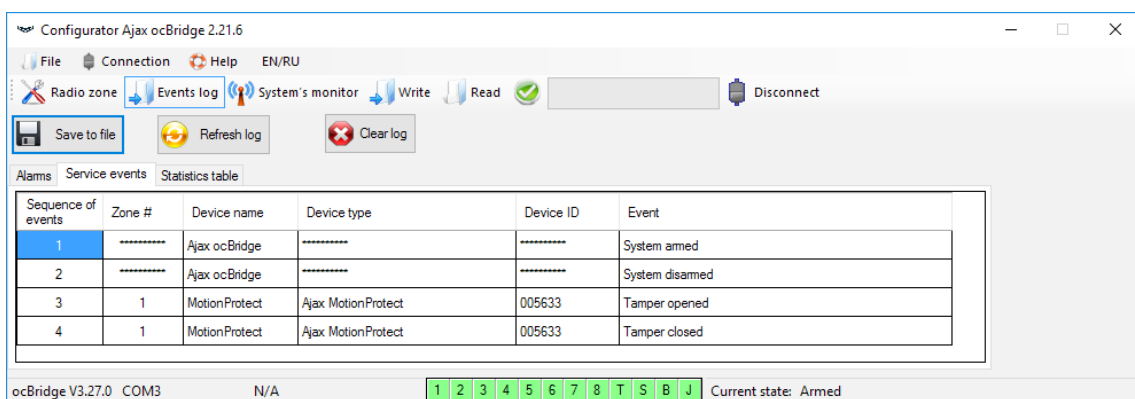 Configurator Ajax ocBridge 2.21.6
File Connection Help EN/RU
Radio zone Events log System's monitor Write Read Disconnect
Save to file Refresh log Clear log
Alarms Service events Statistics table
Sequence of events Zone # Device name Device type Device ID Event
1 ********** Ajax ocBridge ********** ********** System armed
2 ********** Ajax ocBridge ********** ********** System disarmed
3 1 MotionProtect Ajax MotionProtect 005633 Tamper opened
4 1 MotionProtect Ajax MotionProtect 005633 Tamper closed
ocBridge V3.27.0 COM3 N/A 1 2 3 4 5 6 7 8 T S B J Current state: Armed